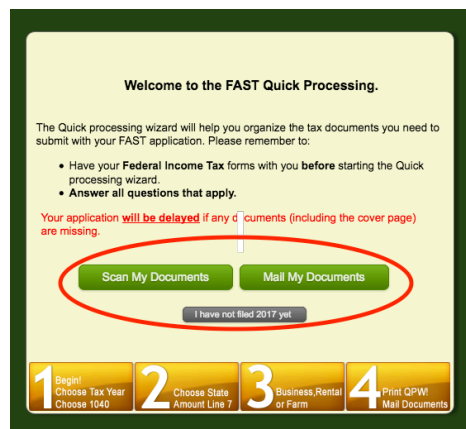 Welcome to the FAST Quick Processing.
The Quick processing wizard will help you organize the tax documents you need to
submit with your FAST application. Please remember to:
• Have your Federal Income Tax forms with you before starting the Quick
processing wizard.
• Answer all questions that apply.
Your application will be delayed if any documents (including the cover page)
are missing.
Scan My Documents
Mail My Documents
I have not filed 2017 yet
1 Begin!
Choose Tax Year
Choose 1040
2 Choose State
Amount Line 7
3 Business,Rental
or Farm
4 Print QPW!
Mail Documents